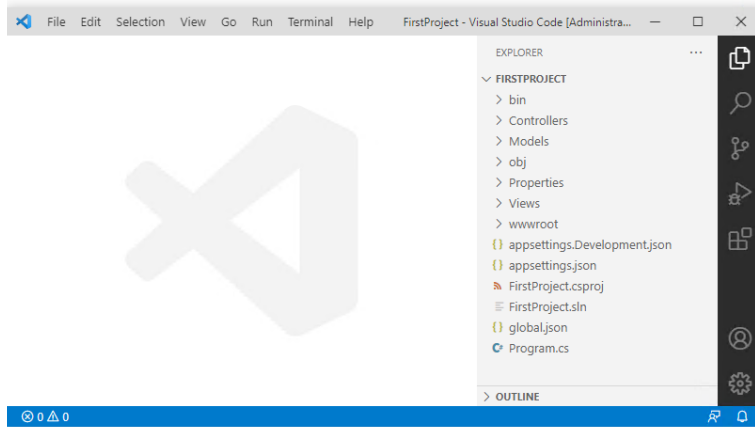 File Edit Selection View Go Run Terminal Help FirstProject - Visual Studio Code [Administra...
EXPLORER
FIRSTPROJECT
bin
Controllers
Models
obj
Properties
Views
wwwroot
{} appsettings.Development.json
{} appsettings.json
FirstProject.csproj
FirstProject.sln
{} global.json
C# Program.cs
OUTLINE
0 0